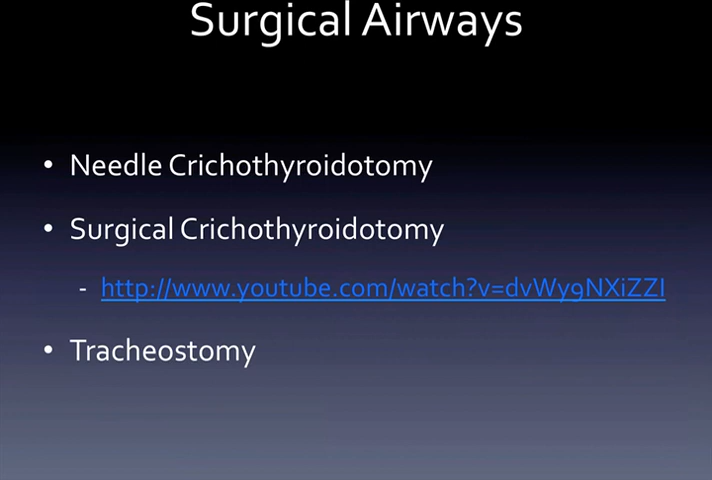 Surgical Airways
• Needle Crichothyroidotomy
• Surgical Crichothyroidotomy
- http://www.youtube.com/watch?v=dvWy9NXiZZI
• Tracheostomy